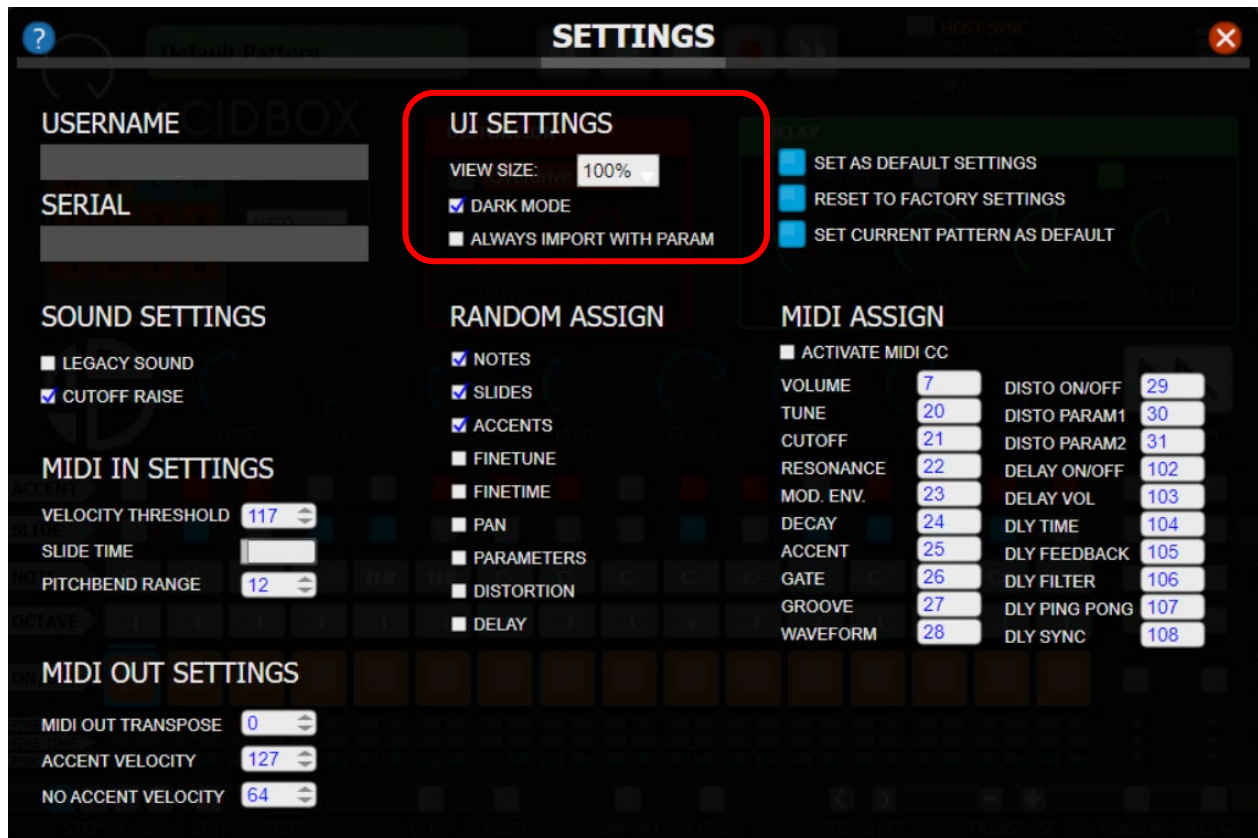 ?
SETTINGS
HOST SYNC
Default Pattern
ACIDBOX
USERNAME
SERIAL
UI SETTINGS
VIEW SIZE: 100%
DARK MODE
ALWAYS IMPORT WITH PARAM
DELAY
SET AS DEFAULT SETTINGS
RESET TO FACTORY SETTINGS
SET CURRENT PATTERN AS DEFAULT
SOUND SETTINGS
LEGACY SOUND
CUTOFF RAISE
MIDI IN SETTINGS
VELOCITY THRESHOLD 117
SLIDE TIME
PITCHBEND RANGE 12
MIDI OUT SETTINGS
MIDI OUT TRANSPOSE 0
ACCENT VELOCITY 127
NO ACCENT VELOCITY 64
RANDOM ASSIGN
NOTES
SLIDES
ACCENTS
FINETUNE
FINETIME
PAN
PARAMETERS
DISTORTION
DELAY
MIDI ASSIGN
ACTIVATE MIDI CC
VOLUME 7
TUNE 20
CUTOFF 21
RESONANCE 22
MOD. ENV. 23
DECAY 24
ACCENT 25
GATE 26
GROOVE 27
WAVEFORM 28
DISTO ON/OFF 29
DISTO PARAM1 30
DISTO PARAM2 31
DELAY ON/OFF 102
DELAY VOL 103
DLY TIME 104
DLY FEEDBACK 105
DLY FILTER 106
DLY PING PONG 107
DLY SYNC 108